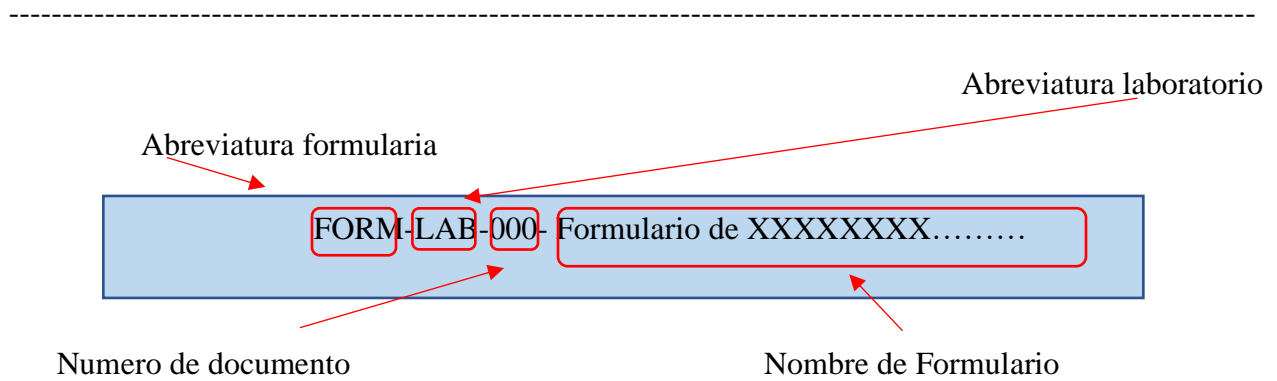 Abreviatura laboratorio
Abreviatura formularia
FORM-LAB-000- Formulario de XXXXXXXX.........
Numero de documento
Nombre de Formulario